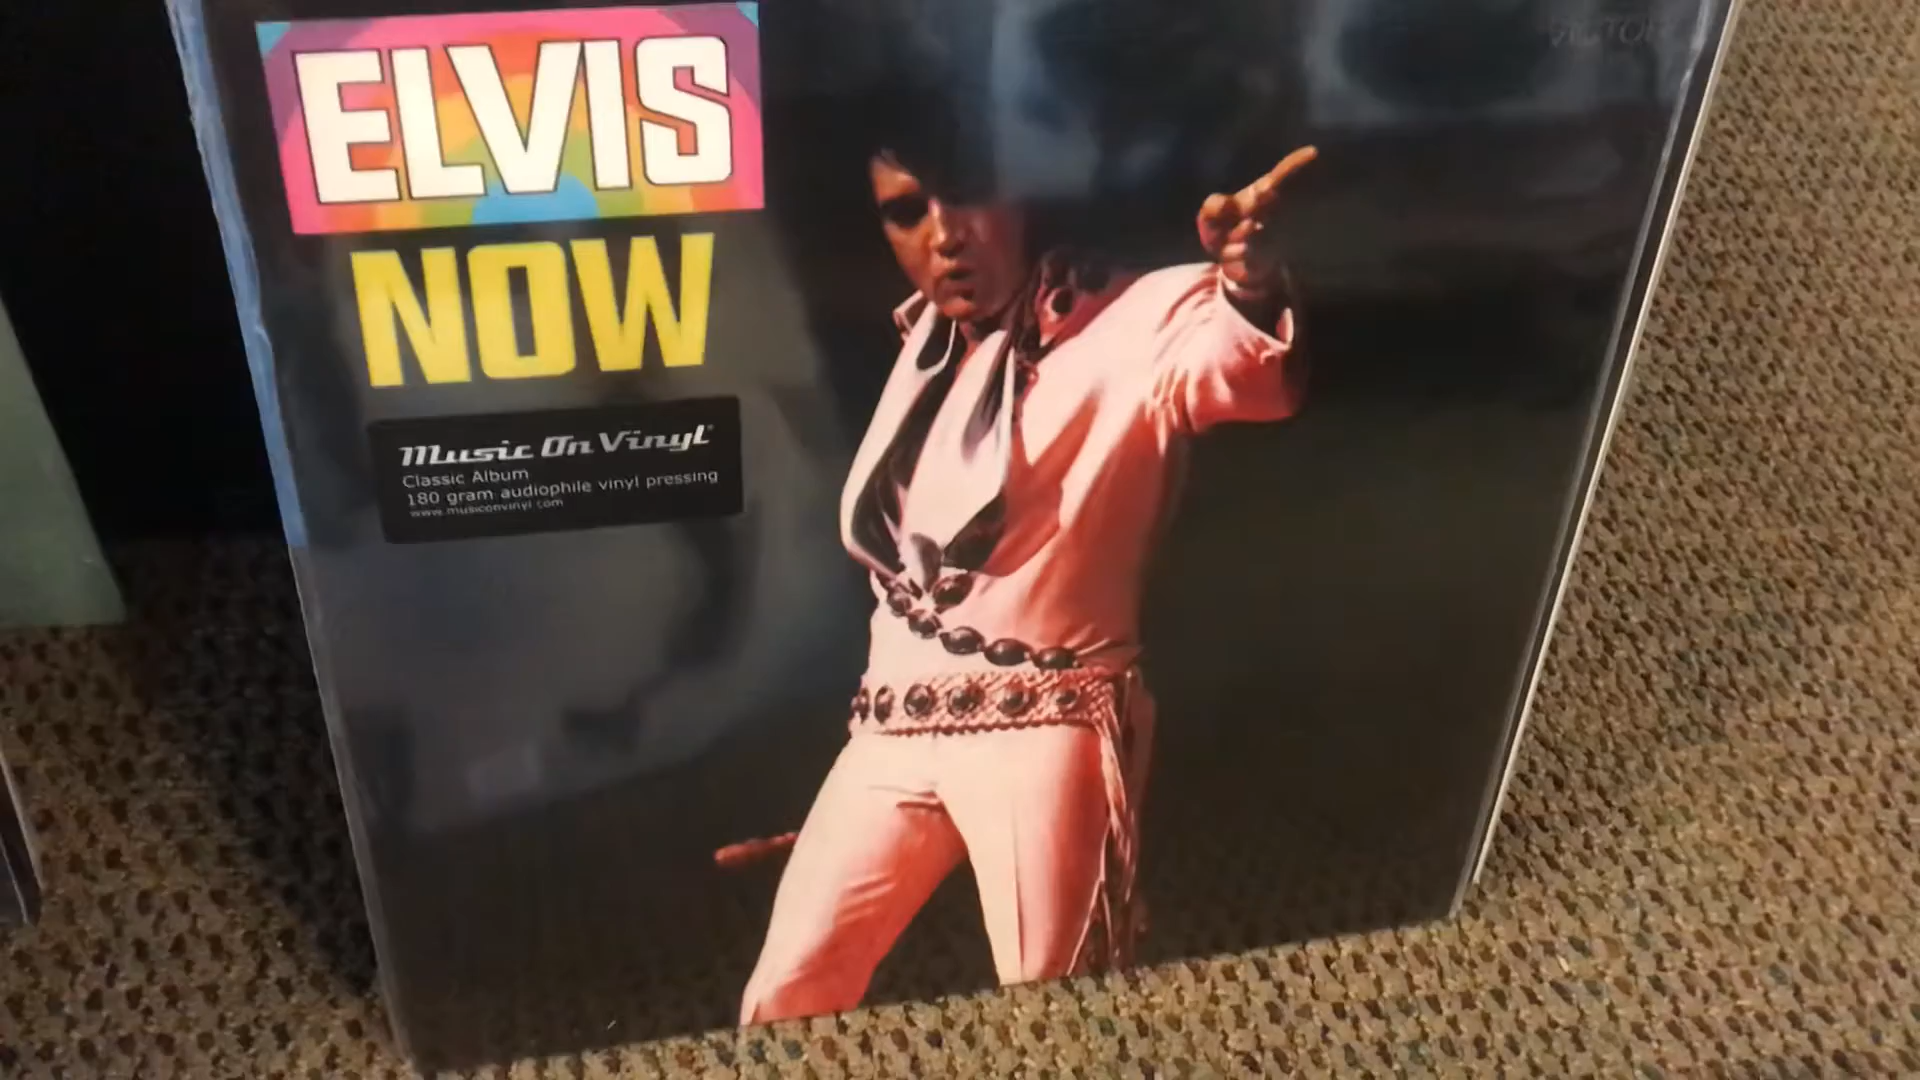 ELVIS
NOW
Music On Vinyl
Classic Album
180 gram audiophile vinyl pressing
www.musiconvinyl.com